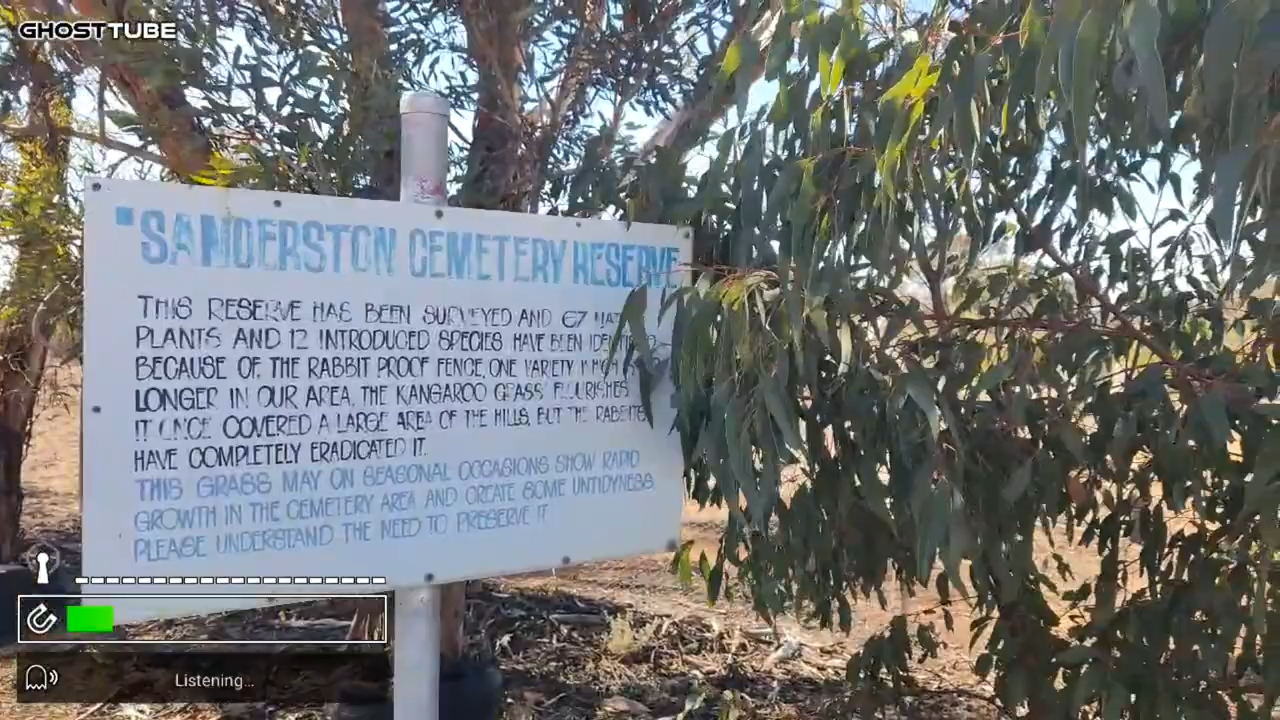 GHOSTTUBE
"SANDERSTON CEMETERY RESERVE
THIS RESERVE HAS BEEN SURVEYED AND 67
PLANTS AND 12 INTRODUCED SPECIES HAVE BEEN
BECAUSE OF THE RABBIT PROOF FENCE, ONE VARIETY
LONGER IN OUR AREA, THE KANGAROO GRASS FLOURISHES
IT ONCE COVERED A LARGE AREA OF THE HILLS, BUT THE RABBITS
HAVE COMPLETELY ERADICATED IT.
THIS GRASS MAY ON SEASONAL OCCASIONS SHOW RAPID
GROWTH IN THE CEMETERY AREA AND CREATE SOME UNTIDYNESS
PLEASE UNDERSTAND THE NEED TO PRESERVE IT
Listening...